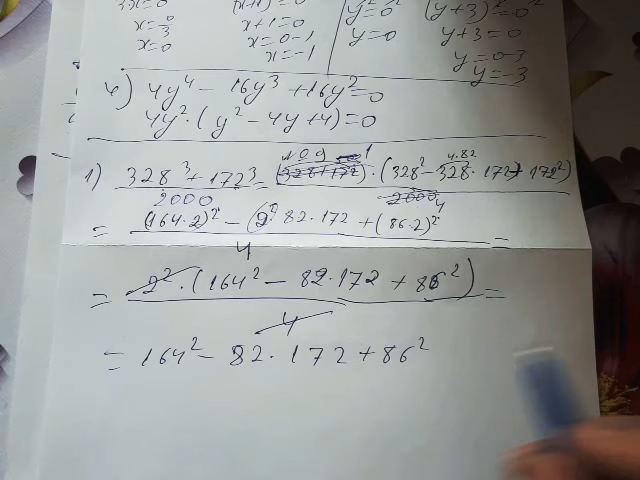 3x=0
x=0/3
x=0
x+1=0
x=0-1
x=-1
y²=0
y=0
(y+3)²=0
y+3=0
y=0-3
y=-3
4y⁴ - 16y³ + 16y²=0
4y²·(y²-4y+4)=0
1) 328³+172³ / 2000 = (328+172)·(328²-328·172+172²) / 2000
= (164·2)²-(2²·82·172+(86·2)² / 4 =
= 2²·(164²-82·172+86²) / 4 =
= 164²-82·172+86²